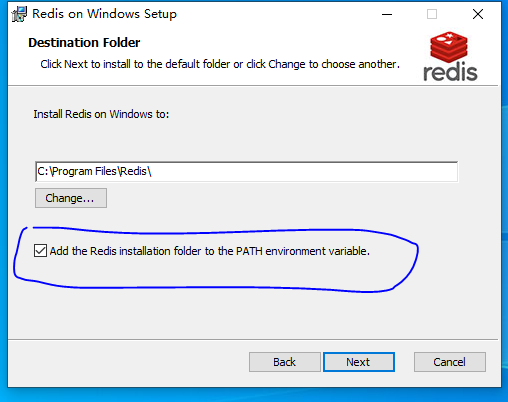 Redis on Windows Setup
Destination Folder
Click Next to install to the default folder or click Change to choose another.
redis
Install Redis on Windows to:
C:\Program Files\Redis\
Change...
Add the Redis installation folder to the PATH environment variable.
Back
Next
Cancel